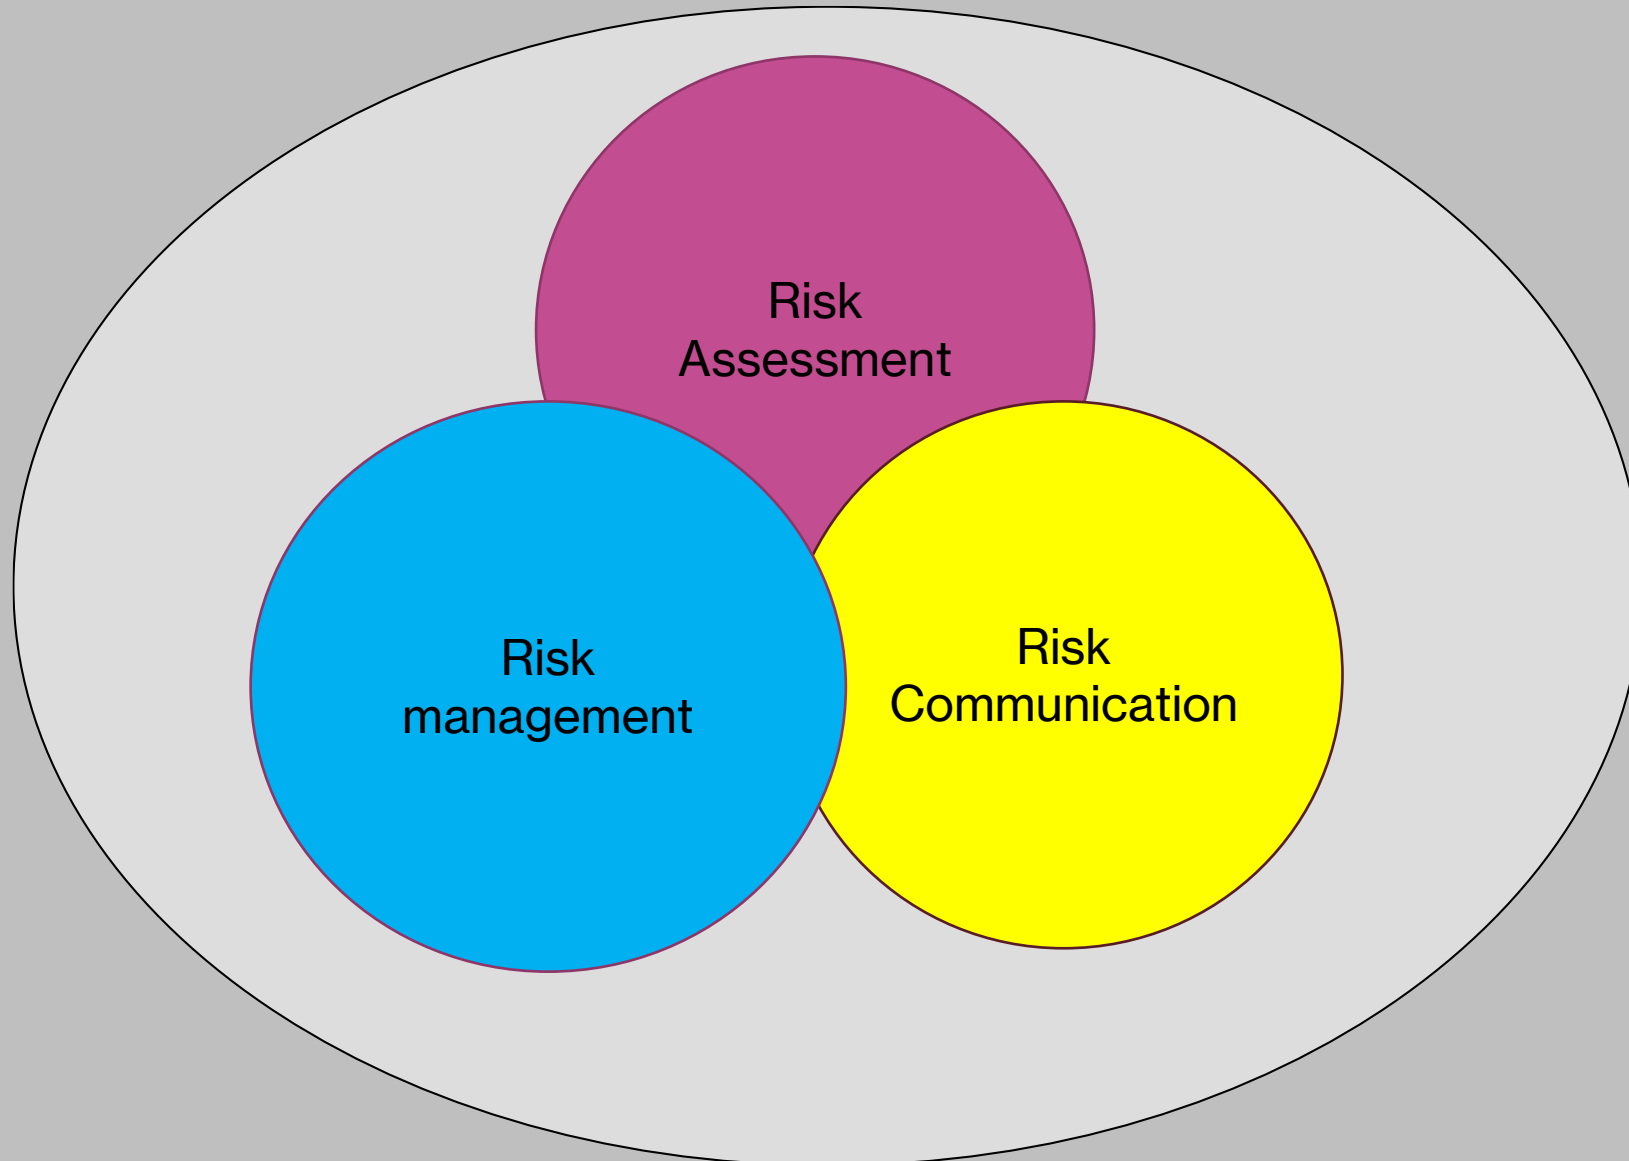 Risk
Assessment
Risk
management
Risk
Communication